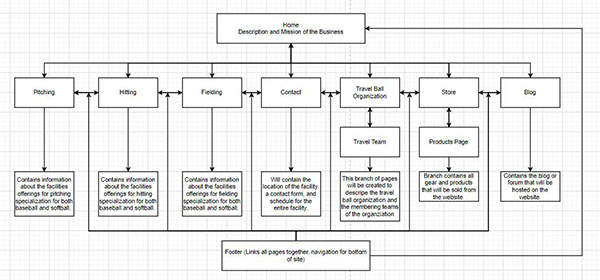 Home
Description and Mission of the Business
Pitching
Hitting
Fielding
Contact
Travel Ball
Organization
Store
Blog
Travel Team
Products Page
Contains information
about the facilities
offerings for pitching
specialization for both
baseball and softball.
Contains information
about the facilities
offerings for hitting
specialization for both
baseball and softball.
Contains information
about the facilities
offerings for fielding
specialization for both
baseball and softball.
Will contain the
location of the facility,
a contact form, and
schedule for the
entire facility.
This branch of pages
will be created to
describe the travel
ball organization and
the membering teams
of the organztion
Branch contains all
gear and products
that will be sold from
the website.
Contains the blog or
forum that will be
hosted on the
website.
Footer (Links all pages together, navigation for bottom
of site)